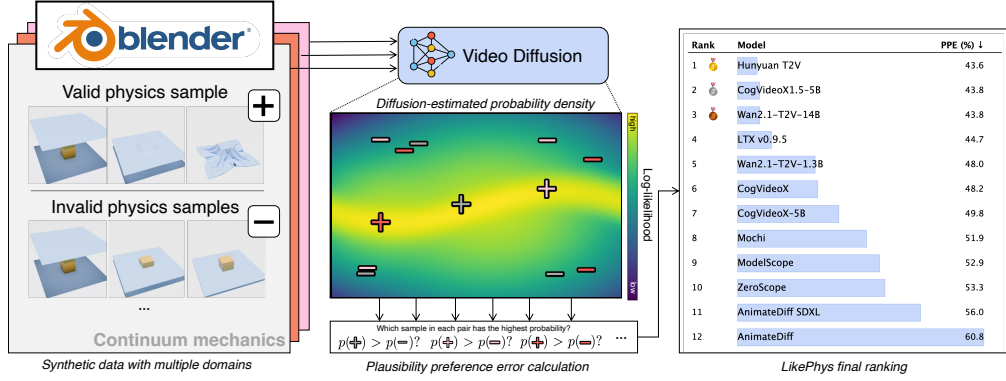 blender®
Valid physics sample
+
Invalid physics samples
−
...
Continuum mechanics
Synthetic data with multiple domains
Video Diffusion
Diffusion-estimated probability density
high
Log-likelihood
low
Which sample in each pair has the highest probability?
p(+) > p(−)? p(+) > p(−)? p(+) > p(−)? ...
Plausibility preference error calculation
Rank Model PPE (%) ↓
1 Hunyuan T2V 43.6
2 CogVideoX1.5-5B 43.8
3 Wan2.1-T2V-14B 43.8
4 LTX v0.9.5 44.7
5 Wan2.1-T2V-1.3B 48.0
6 CogVideoX 48.2
7 CogVideoX-5B 49.8
8 Mochi 51.9
9 ModelScope 52.9
10 ZeroScope 53.3
11 AnimateDiff SDXL 56.0
12 AnimateDiff 60.8
LikePhys final ranking